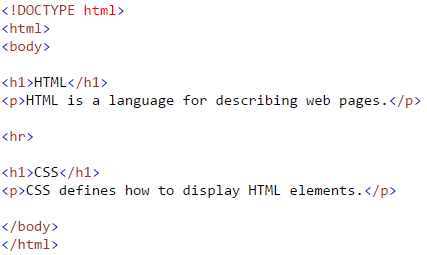 <!DOCTYPE html>
<html>
<body>
<h1>HTML</h1>
<p>HTML is a language for describing web pages.</p>
<hr>
<h1>CSS</h1>
<p>CSS defines how to display HTML elements.</p>
</body>
</html>